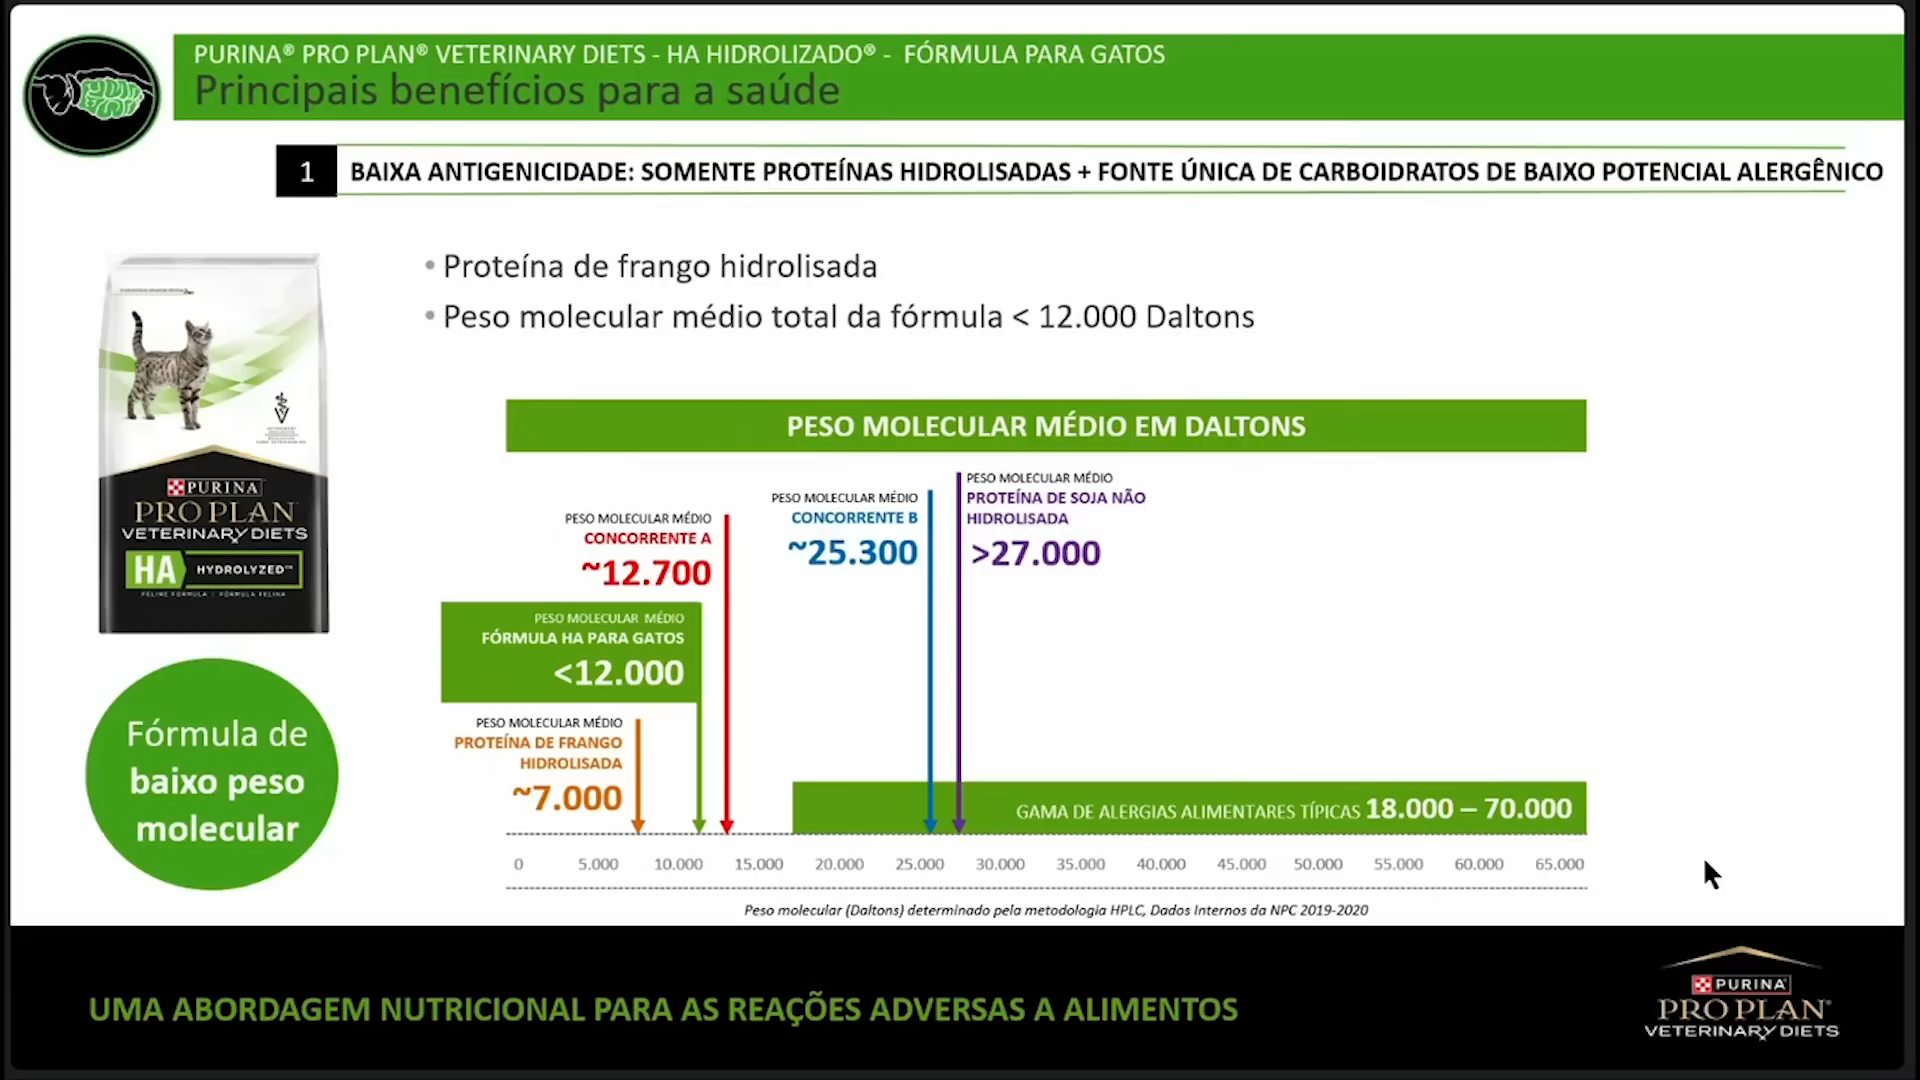 PURINA® PRO PLAN® VETERINARY DIETS - HA HIDROLIZADO® - FÓRMULA PARA GATOS
Principais benefícios para a saúde
1
BAIXA ANTIGENICIDADE: SOMENTE PROTEÍNAS HIDROLISADAS + FONTE ÚNICA DE CARBOIDRATOS DE BAIXO POTENCIAL ALERGÊNICO
• Proteína de frango hidrolisada
• Peso molecular médio total da fórmula < 12.000 Daltons
PURINA
PRO PLAN
VETERINARY DIETS
HA HYDROLYZED™
FELINE FORMULA | FÓRMULA FELINA
Fórmula de
baixo peso
molecular
PESO MOLECULAR MÉDIO EM DALTONS
PESO MOLECULAR MÉDIO
PROTEÍNA DE SOJA NÃO
HIDROLISADA
>27.000
PESO MOLECULAR MÉDIO
CONCORRENTE B
~25.300
PESO MOLECULAR MÉDIO
CONCORRENTE A
~12.700
PESO MOLECULAR MÉDIO
FÓRMULA HA PARA GATOS
<12.000
PESO MOLECULAR MÉDIO
PROTEÍNA DE FRANGO
HIDROLISADA
~7.000
GAMA DE ALERGIAS ALIMENTARES TÍPICAS 18.000 – 70.000
0 5.000 10.000 15.000 20.000 25.000 30.000 35.000 40.000 45.000 50.000 55.000 60.000 65.000
Peso molecular (Daltons) determinado pela metodologia HPLC, Dados Internos da NPC 2019-2020
UMA ABORDAGEM NUTRICIONAL PARA AS REAÇÕES ADVERSAS A ALIMENTOS
PURINA
PRO PLAN®
VETERINARY DIETS